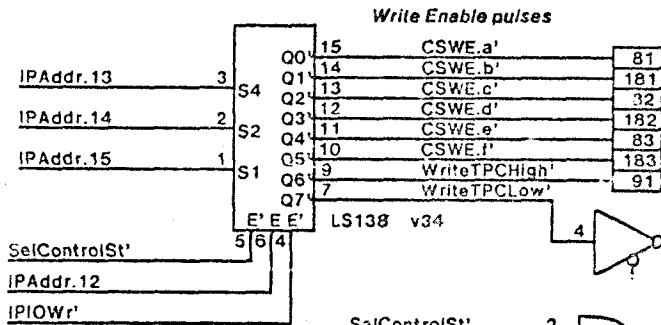 Write Enable pulses
Q0' 15 CSWE.a' 81
Q1' 14 CSWE.b' 181
IPAddr.13 3 S4 Q2' 13 CSWE.c' 82
Q3' 12 CSWE.d' 182
IPAddr.14 2 S2 Q4' 11 CSWE.e' 83
Q5' 10 CSWE.f' 183
IPAddr.15 1 S1 Q6' 9 WriteTPCHigh' 91
Q7' 7 WriteTPCLow'
E' E E' LS138 v34
5 6 4 4
SelControlSt'
IPAddr.12
IPIOWr'
SelControlSt' 2